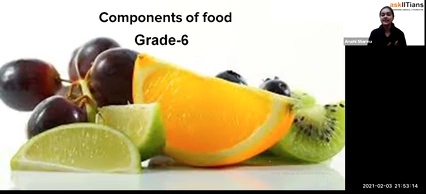 Components of food
Grade-6
askIITians
2021-02-03 21:53:14